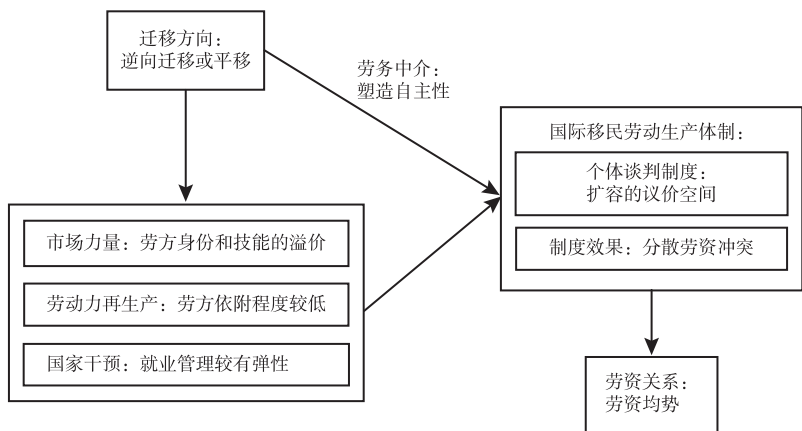 迁移方向：
逆向迁移或平移
劳务中介：
塑造自主性
国际移民劳动生产体制：
个体谈判制度：
扩容的议价空间
制度效果：分散劳资冲突
市场力量：劳方身份和技能的溢价
劳动力再生产：劳方依附程度较低
国家干预：就业管理较有弹性
劳资关系：
劳资均势